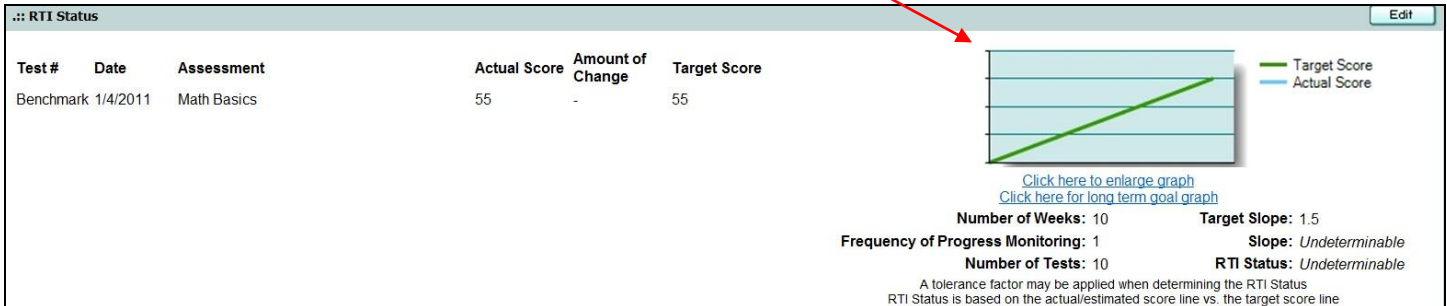 .:: RTI Status
Edit
Test # Date Assessment Actual Score Amount of Change Target Score
Benchmark 1/4/2011 Math Basics 55 - 55
Target Score
Actual Score
Click here to enlarge graph
Click here for long term goal graph
Number of Weeks: 10 Target Slope: 1.5
Frequency of Progress Monitoring: 1 Slope: Undeterminable
Number of Tests: 10 RTI Status: Undeterminable
A tolerance factor may be applied when determining the RTI Status
RTI Status is based on the actual/estimated score line vs. the target score line